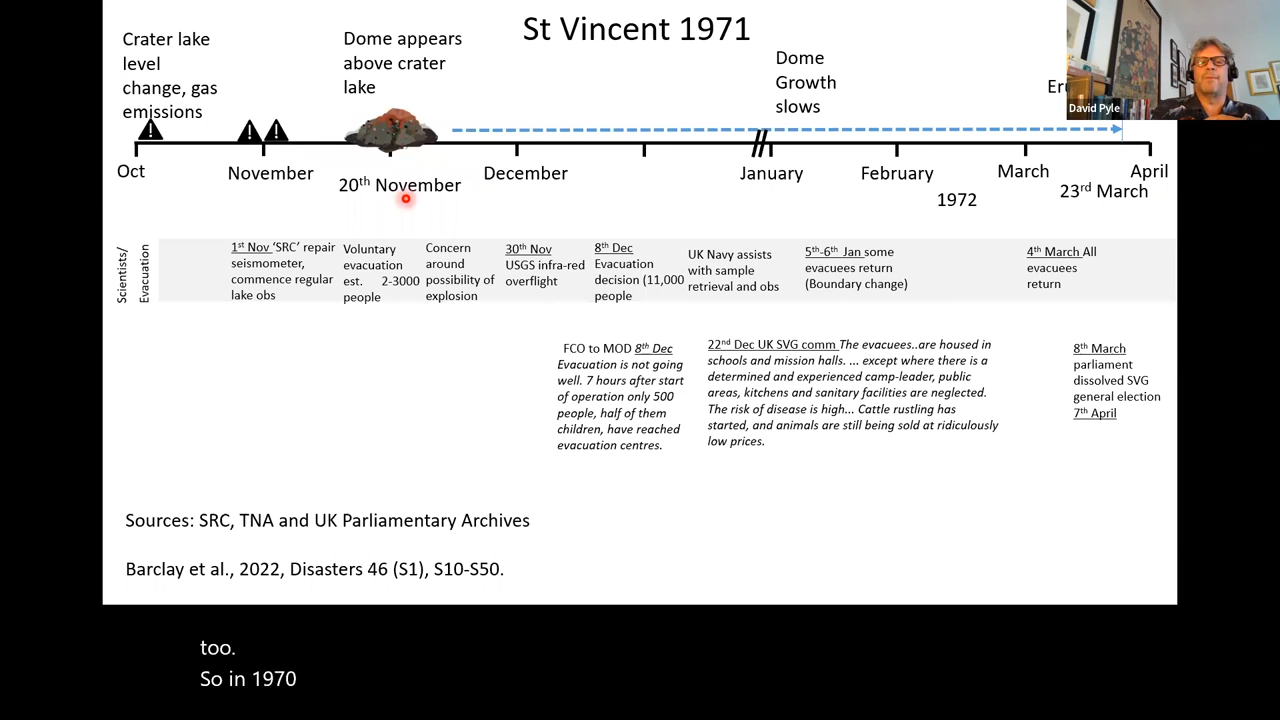 St Vincent 1971
Crater lake
level
change, gas
emissions
Dome appears
above crater
lake
Dome
Growth
slows
David Pyle
Oct
November
20th November
December
January
February
1972
March
23rd March
April
Scientists/
Evacuation
1st Nov ‘SRC’ repair
seismometer,
commence regular
lake obs
Voluntary
evacuation
est. 2-3000
people
Concern
around
possibility of
explosion
30th Nov
USGS infra-red
overflight
8th Dec
Evacuation
decision (11,000
people
UK Navy assists
with sample
retrieval and obs
5th-6th Jan some
evacuees return
(Boundary change)
4th March All
evacuees
return
FCO to MOD 8th Dec
Evacuation is not going
well. 7 hours after start
of operation only 500
people, half of them
children, have reached
evacuation centres.
22nd Dec UK SVG comm The evacuees..are housed in
schools and mission halls. ... except where there is a
determined and experienced camp-leader, public
areas, kitchens and sanitary facilities are neglected.
The risk of disease is high... Cattle rustling has
started, and animals are still being sold at ridiculously
low prices.
8th March
parliament
dissolved SVG
general election
7th April
Sources: SRC, TNA and UK Parliamentary Archives
Barclay et al., 2022, Disasters 46 (S1), S10-S50.
too.
So in 1970